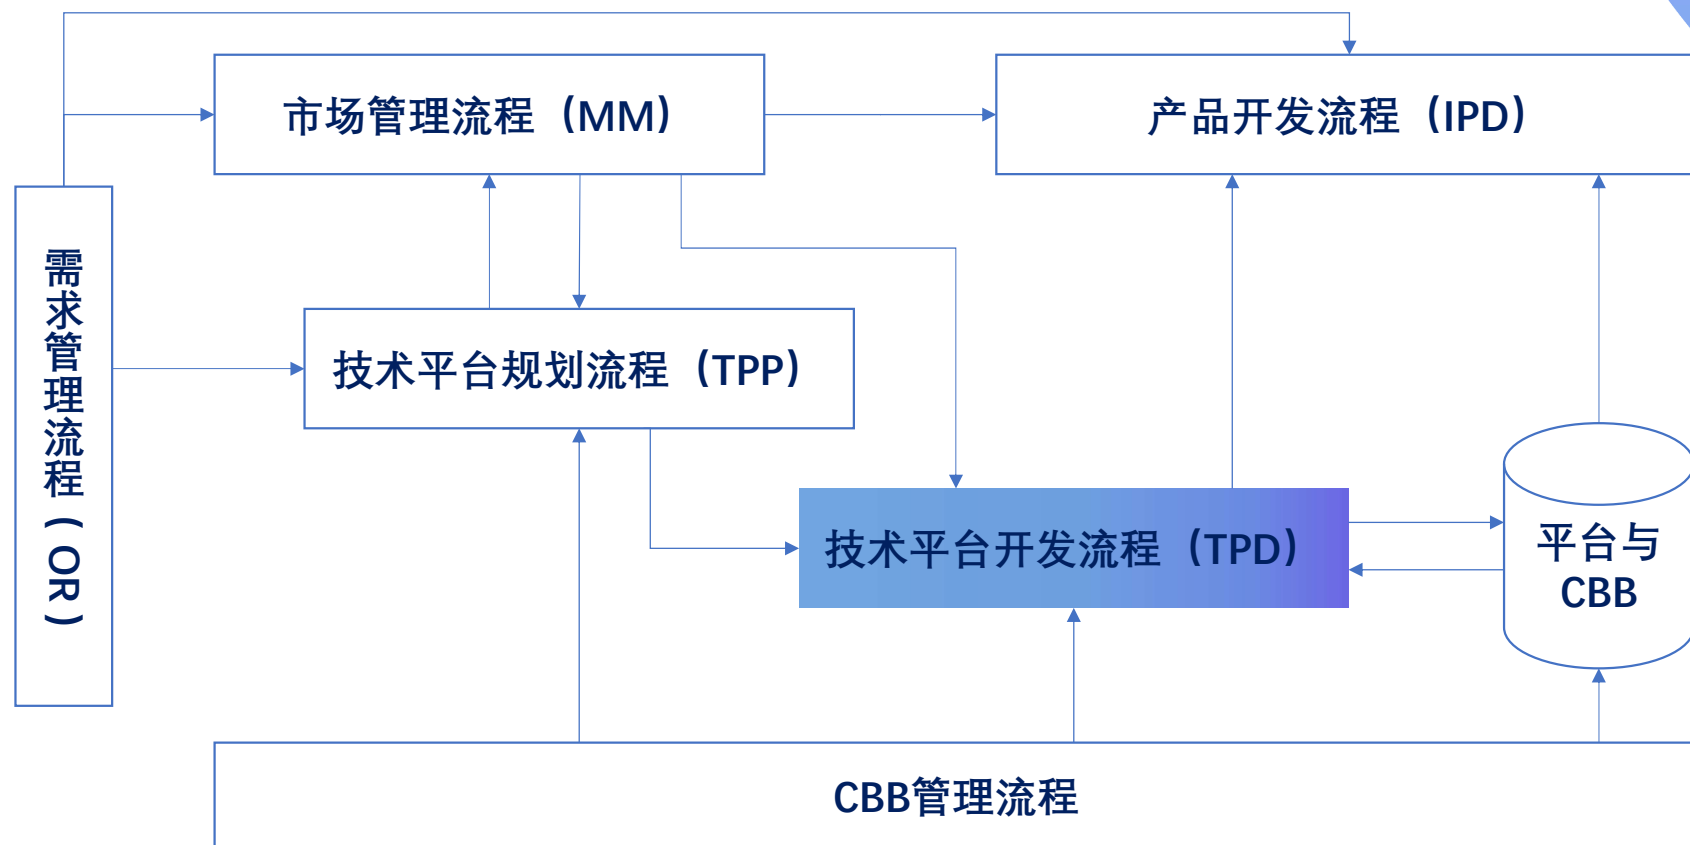 市场管理流程（MM）
产品开发流程（IPD）
需求管理流程（OR）
技术平台规划流程（TPP）
技术平台开发流程（TPD）
平台与
CBB
CBB管理流程